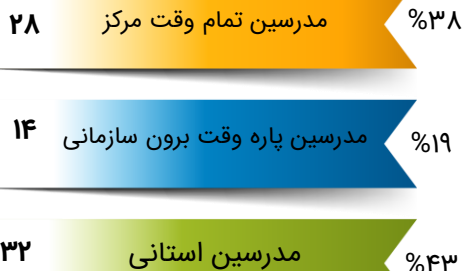 %۳۸ مدرسین تمام وقت مرکز ۲۸
%۱۹ مدرسین پاره وقت برون سازمانی ۱۴
%۴۳ مدرسین استانی ۳۲